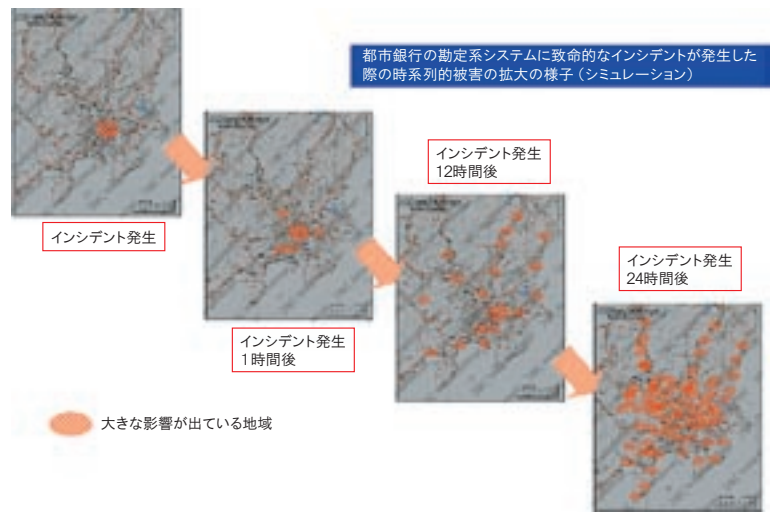 都市銀行の勘定系システムに致命的なインシデントが発生した
際の時系列的被害の拡大の様子（シミュレーション）
インシデント発生
インシデント発生
1時間後
インシデント発生
12時間後
インシデント発生
24時間後
大きな影響が出ている地域